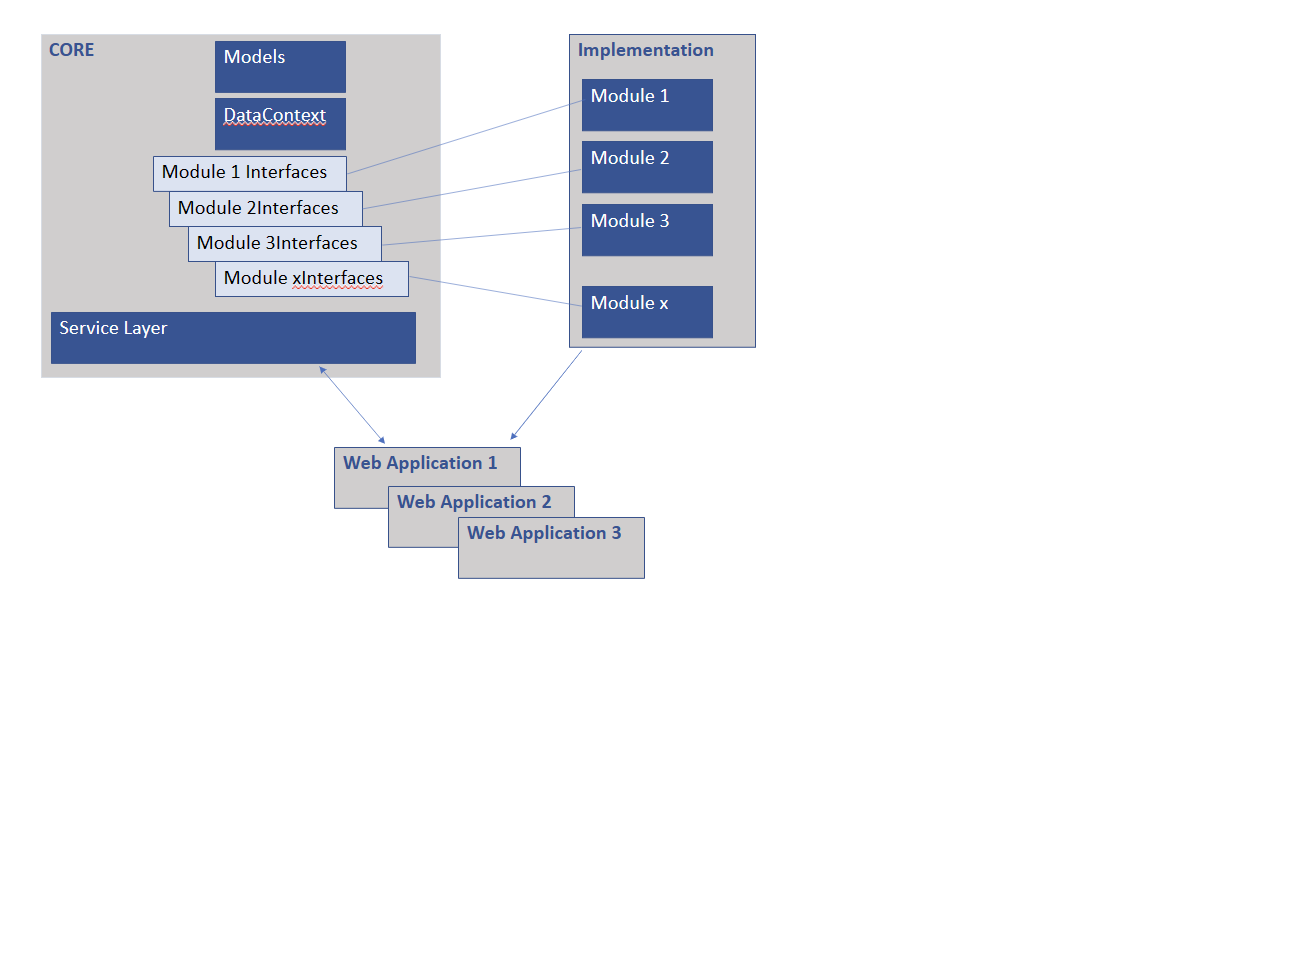 CORE
Models
DataContext
Module 1 Interfaces
Module 2Interfaces
Module 3Interfaces
Module xInterfaces
Service Layer
Implementation
Module 1
Module 2
Module 3
Module x
Web Application 1
Web Application 2
Web Application 3